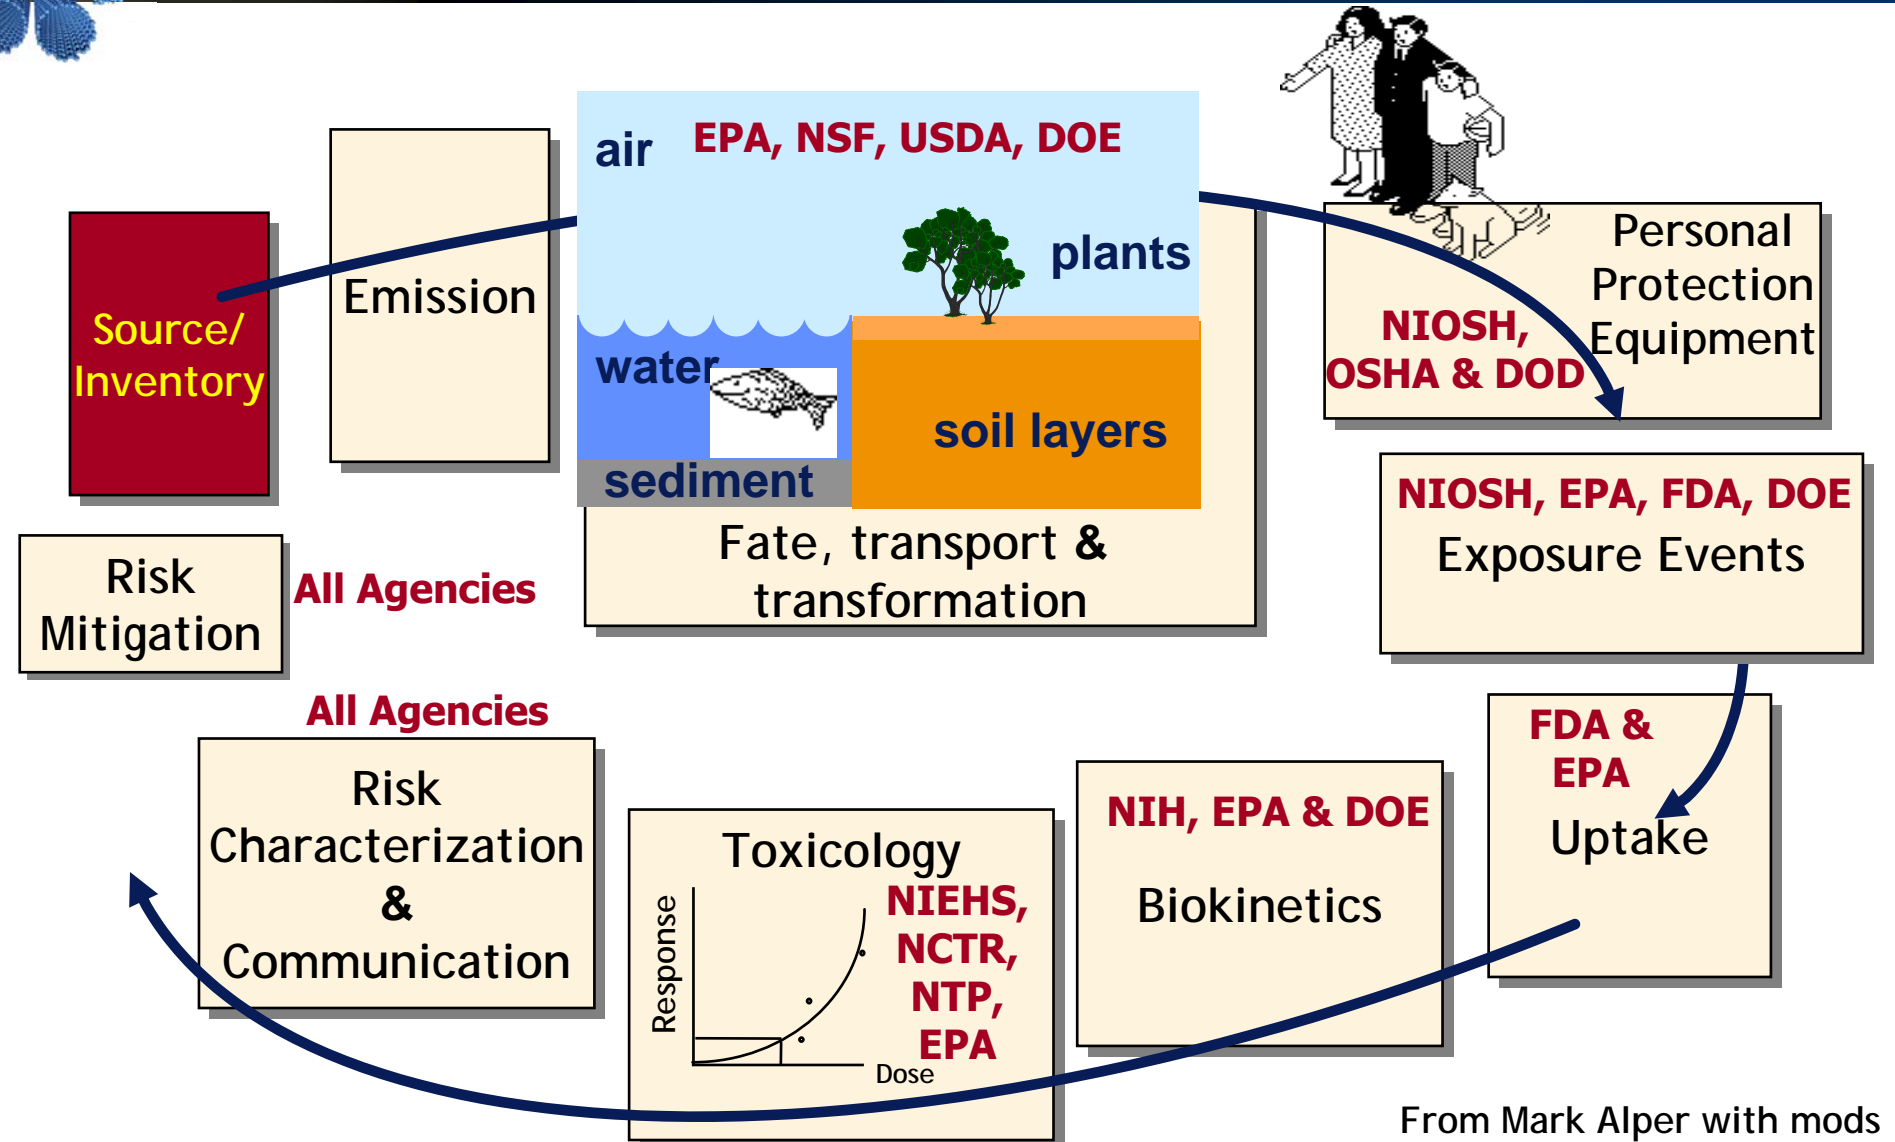 Source/
Inventory
Emission
air
EPA, NSF, USDA, DOE
plants
water
soil layers
sediment
Fate, transport &
transformation
Personal
Protection
Equipment
NIOSH,
OSHA & DOD
NIOSH, EPA, FDA, DOE
Exposure Events
FDA &
EPA
Uptake
NIH, EPA & DOE
Biokinetics
Toxicology
Response
Dose
NIEHS,
NCTR,
NTP,
EPA
All Agencies
Risk
Characterization
&
Communication
Risk
Mitigation
All Agencies
From Mark Alper with mods